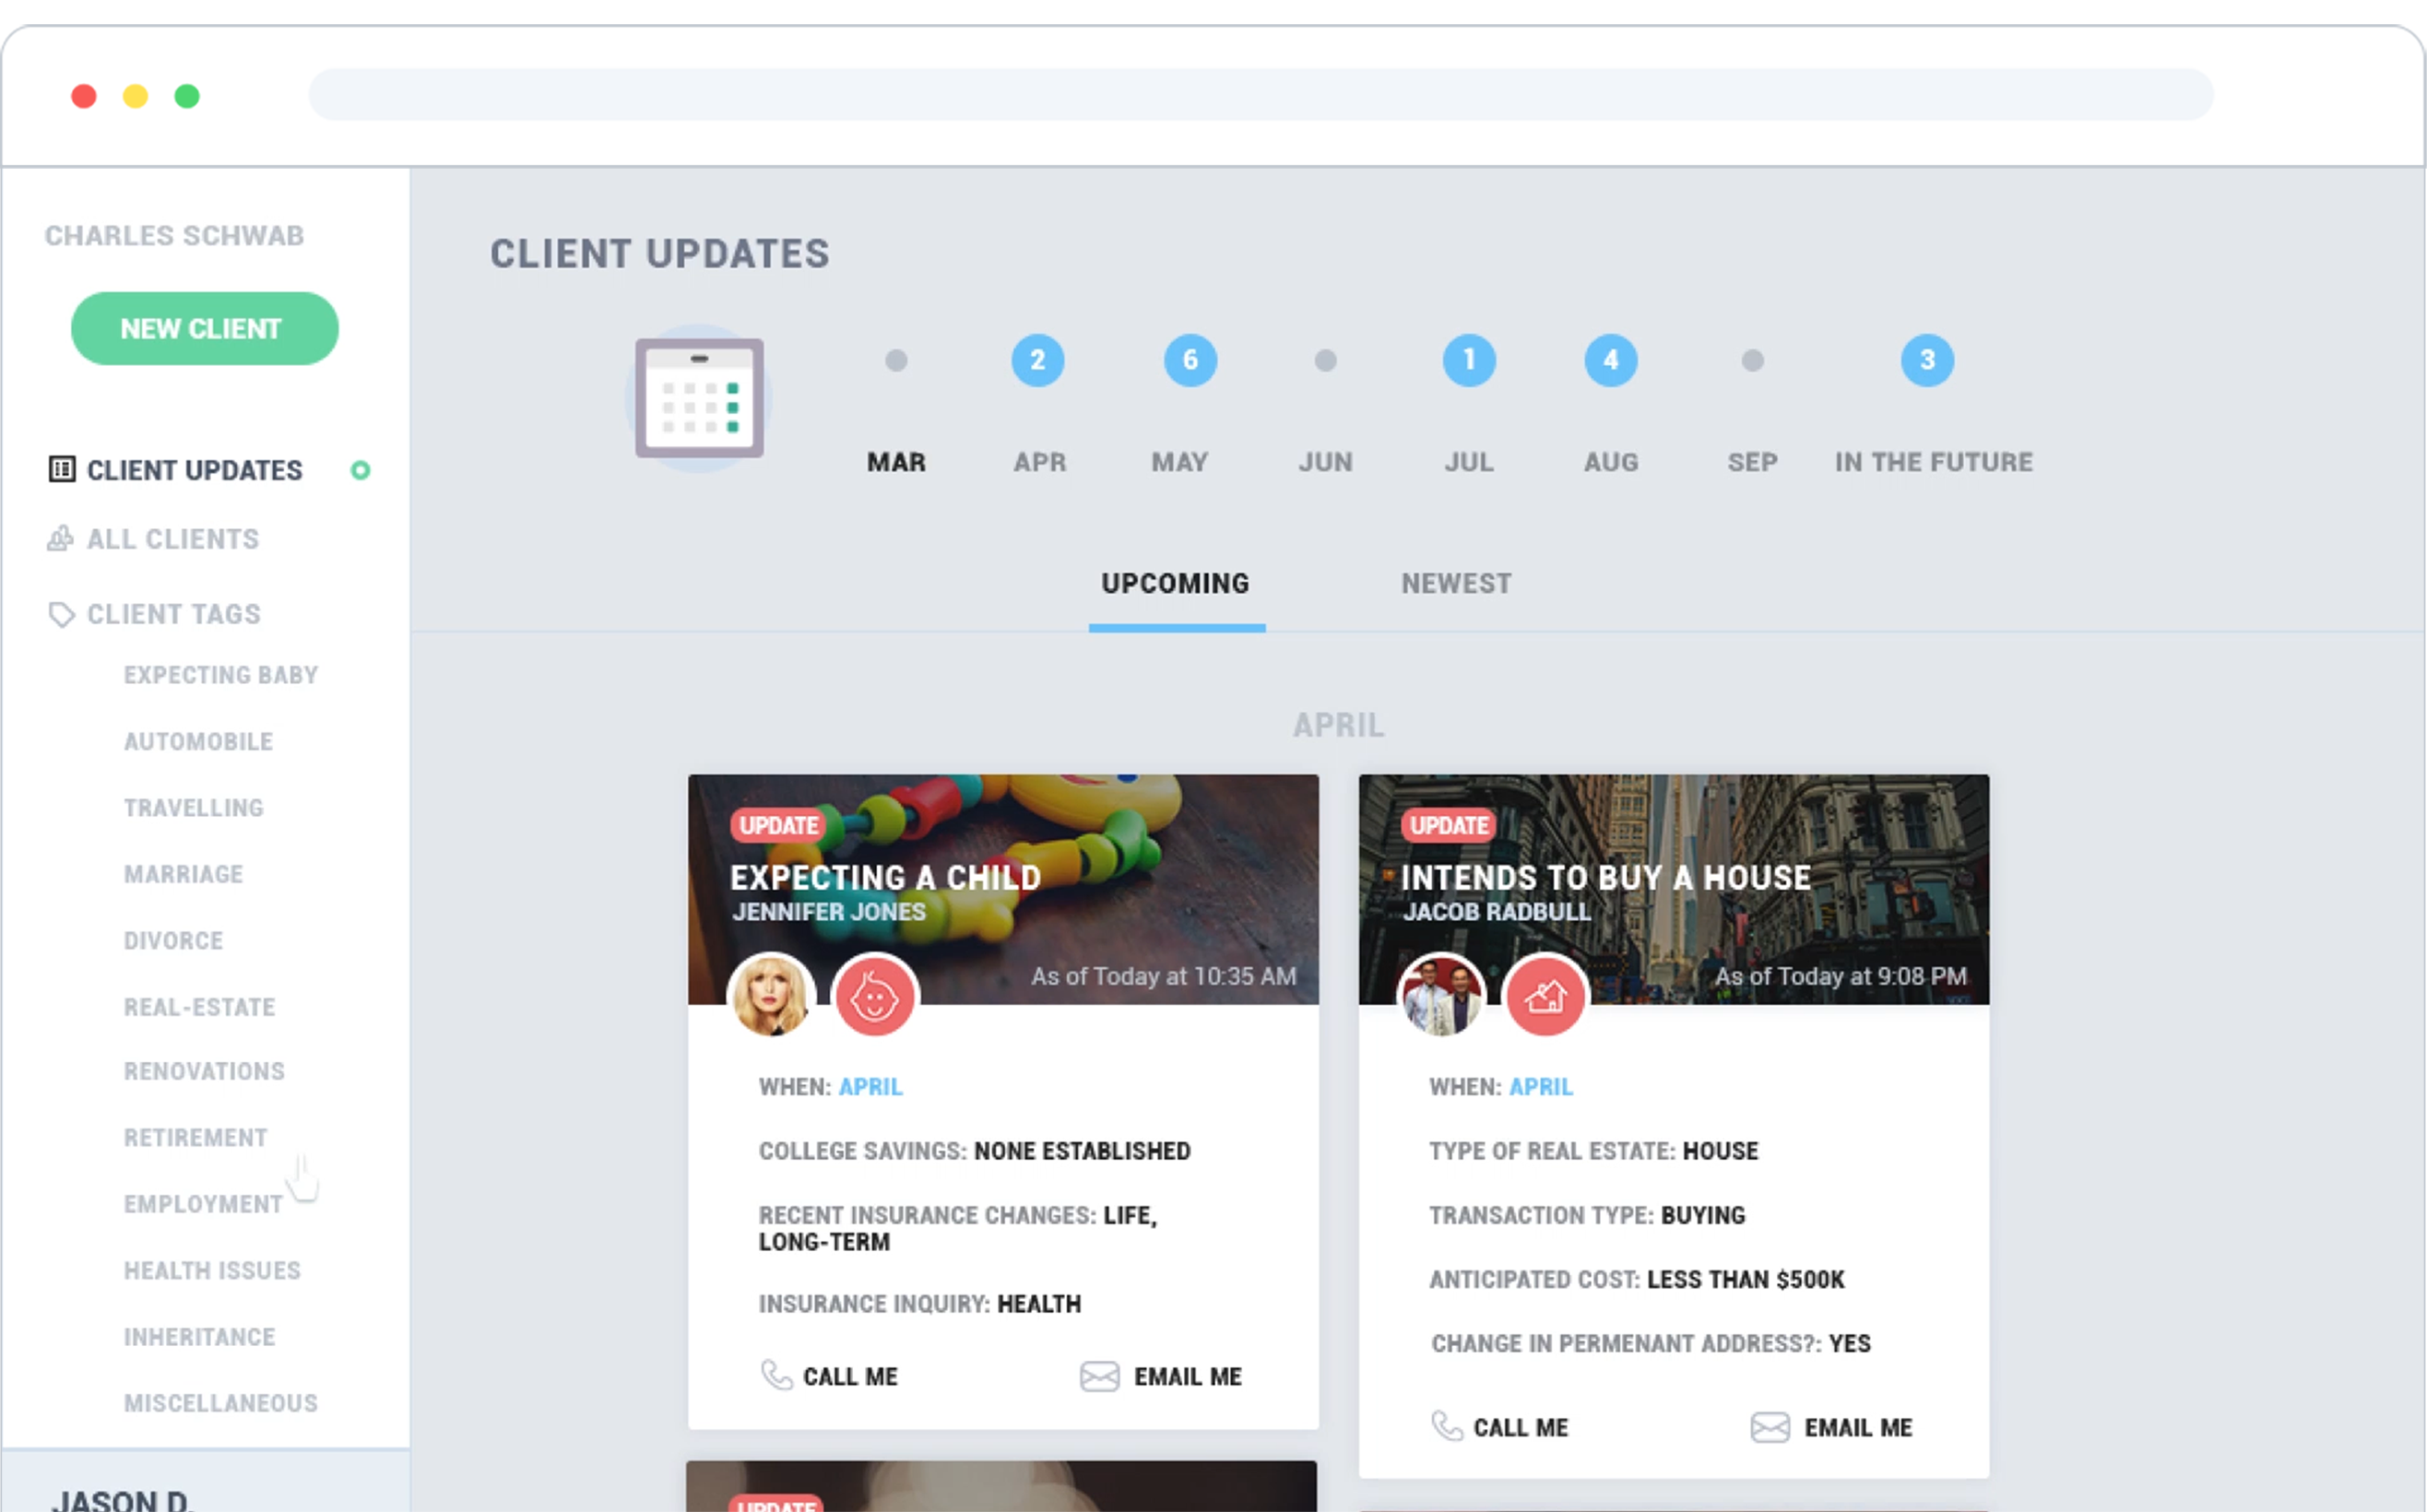 CHARLES SCHWAB
NEW CLIENT
CLIENT UPDATES
ALL CLIENTS
CLIENT TAGS
EXPECTING BABY
AUTOMOBILE
TRAVELLING
MARRIAGE
DIVORCE
REAL-ESTATE
RENOVATIONS
RETIREMENT
EMPLOYMENT
HEALTH ISSUES
INHERITANCE
MISCELLANEOUS
JASON D.
CLIENT UPDATES
2 6 1 4 3
MAR APR MAY JUN JUL AUG SEP IN THE FUTURE
UPCOMING NEWEST
APRIL
UPDATE
EXPECTING A CHILD
JENNIFER JONES
As of Today at 10:35 AM
WHEN: APRIL
COLLEGE SAVINGS: NONE ESTABLISHED
RECENT INSURANCE CHANGES: LIFE,
LONG-TERM
INSURANCE INQUIRY: HEALTH
CALL ME EMAIL ME
UPDATE
INTENDS TO BUY A HOUSE
JACOB RADBULL
As of Today at 9:08 PM
WHEN: APRIL
TYPE OF REAL ESTATE: HOUSE
TRANSACTION TYPE: BUYING
ANTICIPATED COST: LESS THAN $500K
CHANGE IN PERMENANT ADDRESS?: YES
CALL ME EMAIL ME
UPDATE